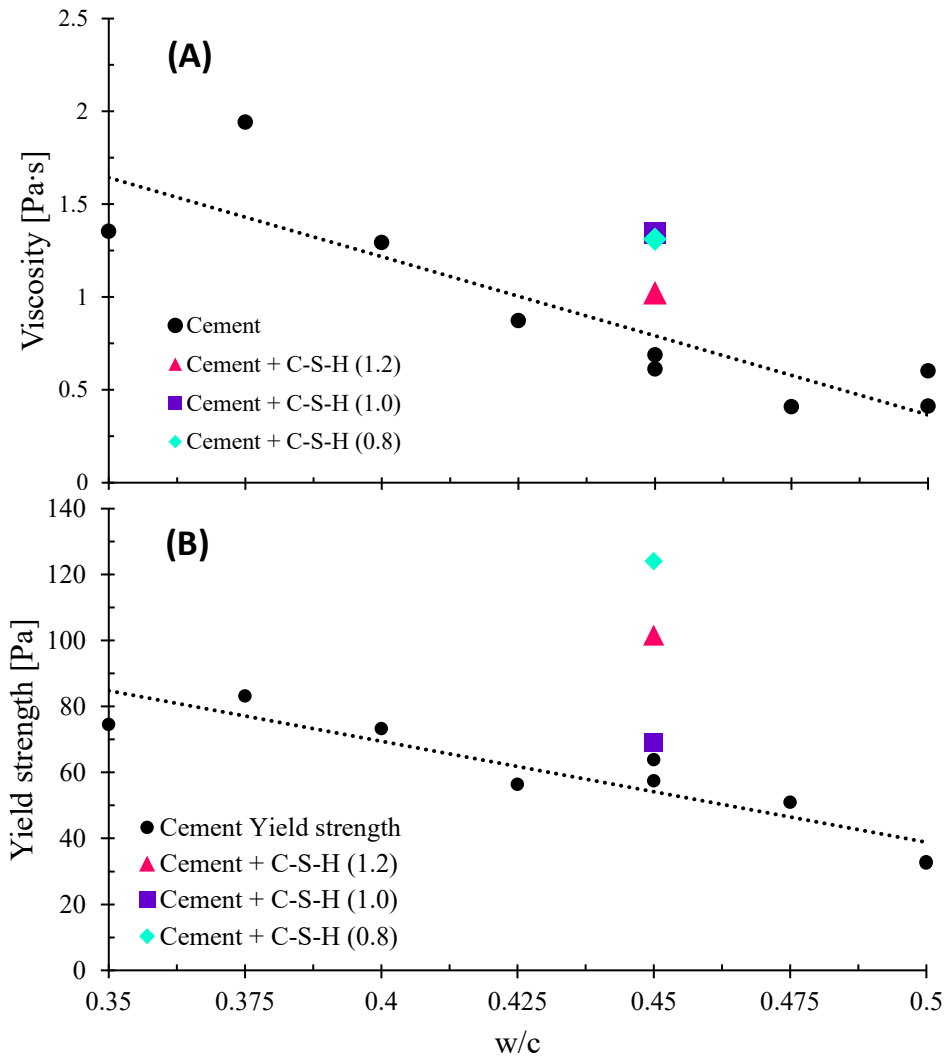 (A)
2.5
2
1.5
1
0.5
0
Viscosity [Pa·s]
Cement
Cement + C-S-H (1.2)
Cement + C-S-H (1.0)
Cement + C-S-H (0.8)
(B)
140
120
100
80
60
40
20
0
Yield strength [Pa]
Cement Yield strength
Cement + C-S-H (1.2)
Cement + C-S-H (1.0)
Cement + C-S-H (0.8)
0.35 0.375 0.4 0.425 0.45 0.475 0.5
w/c